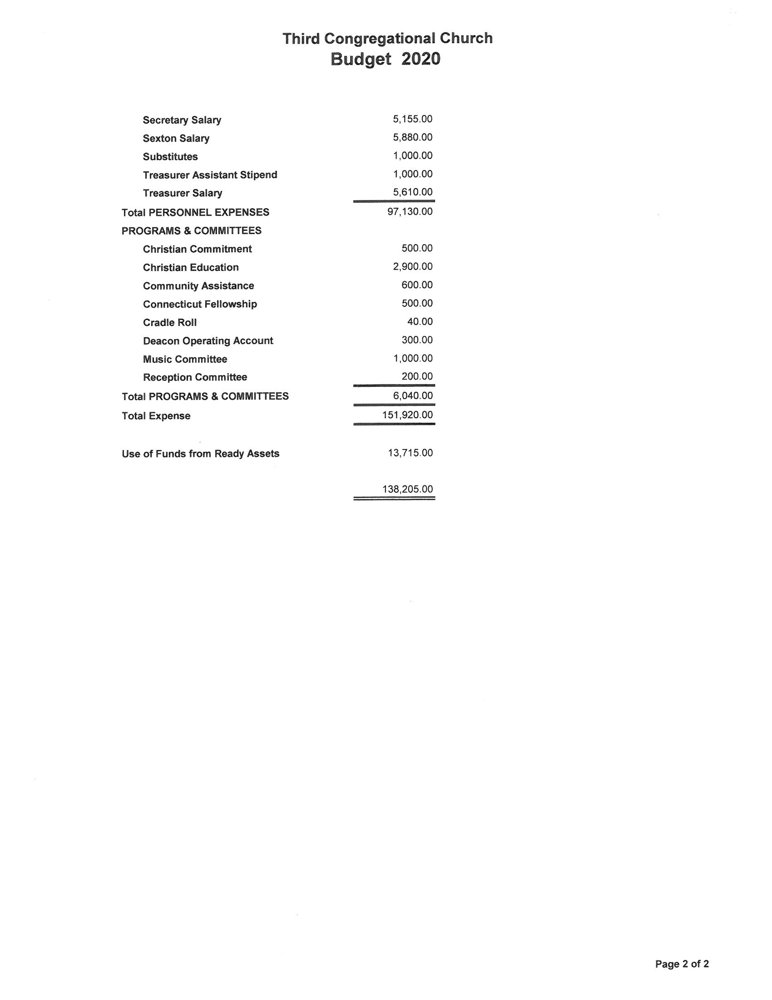 Third Congregational Church
Budget 2020
Secretary Salary 5,155.00
Sexton Salary 5,880.00
Substitutes 1,000.00
Treasurer Assistant Stipend 1,000.00
Treasurer Salary 5,610.00
Total PERSONNEL EXPENSES 97,130.00
PROGRAMS & COMMITTEES
Christian Commitment 500.00
Christian Education 2,900.00
Community Assistance 600.00
Connecticut Fellowship 500.00
Cradle Roll 40.00
Deacon Operating Account 300.00
Music Committee 1,000.00
Reception Committee 200.00
Total PROGRAMS & COMMITTEES 6,040.00
Total Expense 151,920.00
Use of Funds from Ready Assets 13,715.00
138,205.00
Page 2 of 2